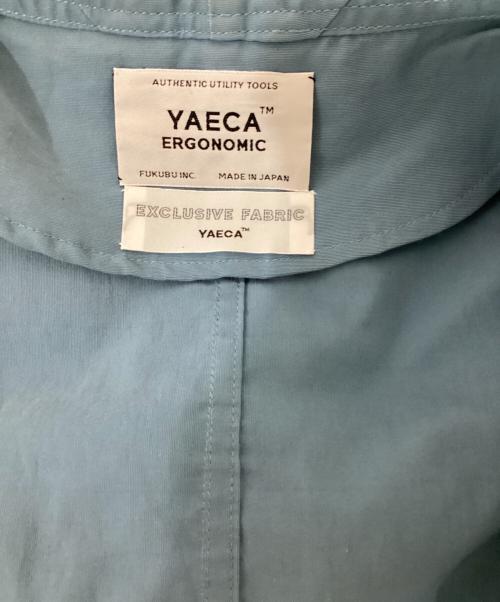 AUTHENTIC UTILITY TOOLS
YAECA™
ERGONOMIC
FUKUBU INC. MADE IN JAPAN
EXCLUSIVE FABRIC
YAECA™